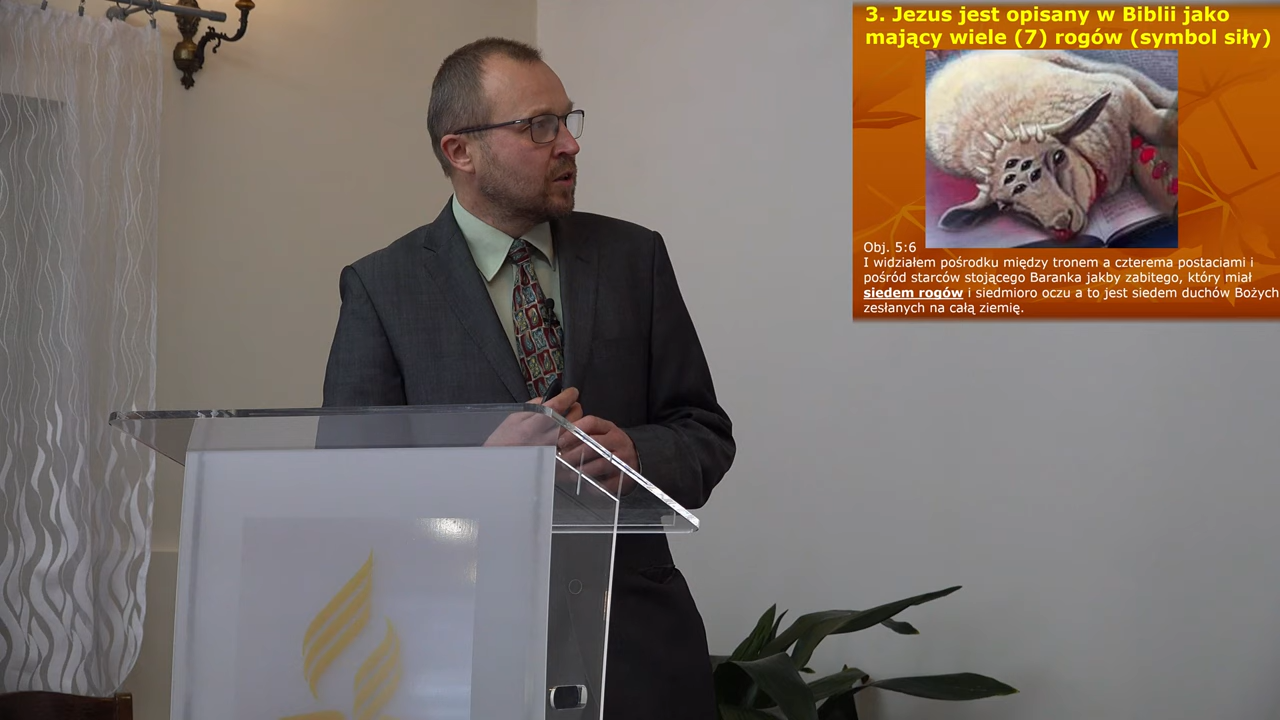 3. Jezus jest opisany w Biblii jako
mający wiele (7) rogów (symbol siły)
Obj. 5:6
I widziałem pośrodku między tronem a czterema postaciami i
pośród starców stojącego Baranka jakby zabitego, który miał
siedem rogów i siedmioro oczu a to jest siedem duchów Bożych
zesłanych na całą ziemię.